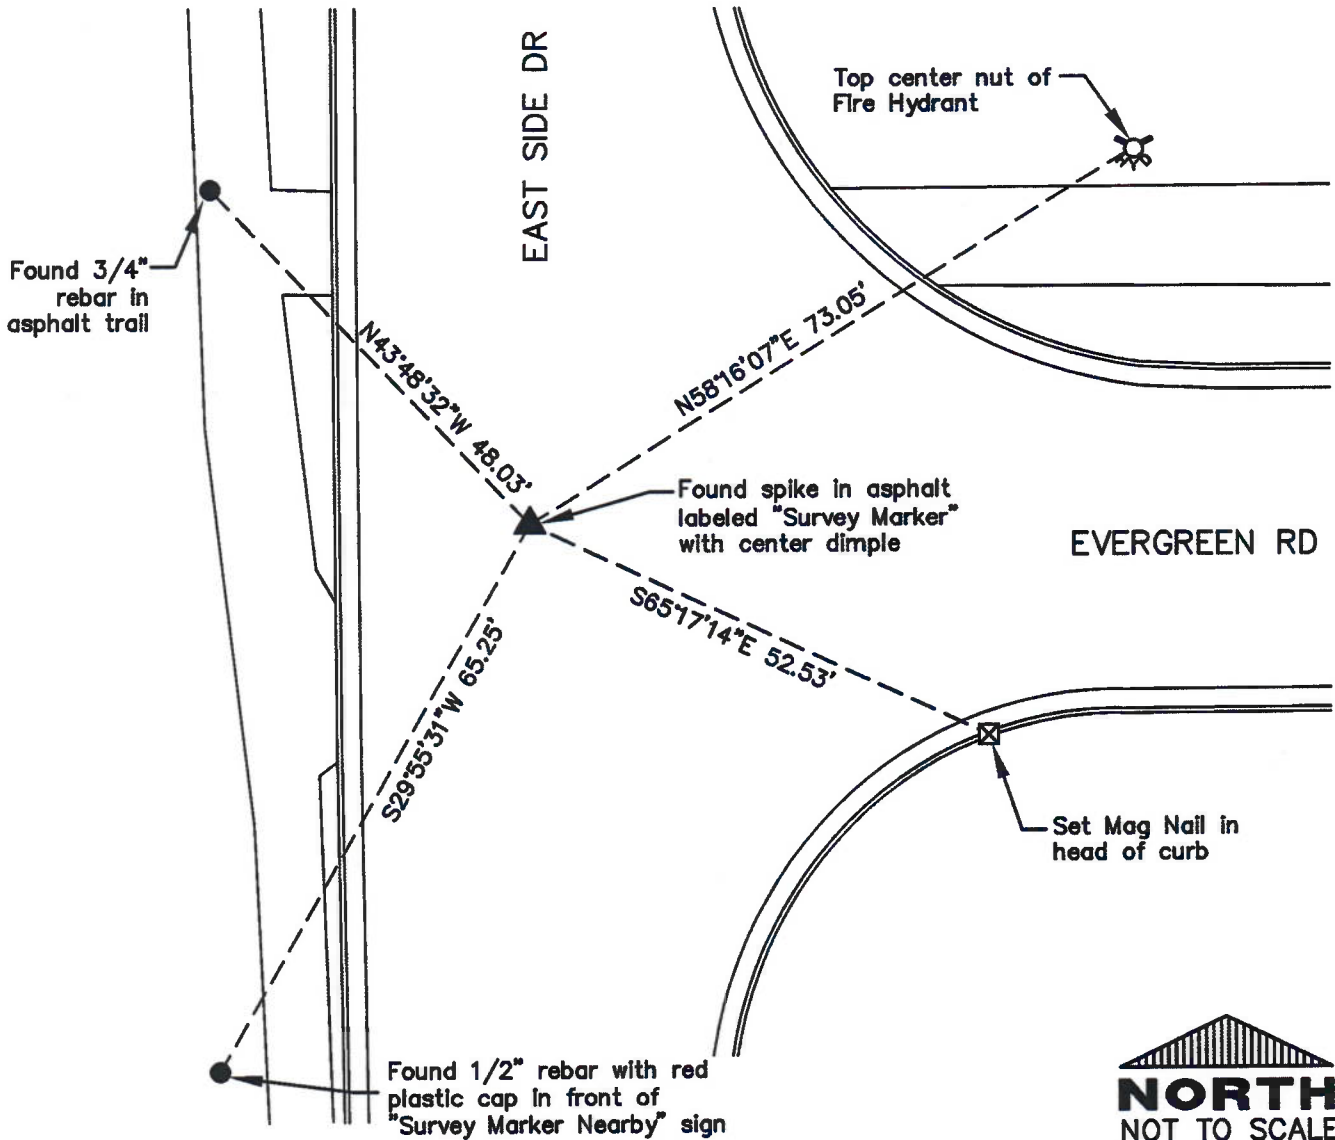 EAST SIDE DR
Top center nut of
Fire Hydrant
Found 3/4"
rebar in
asphalt trail
N43°48'32"W 48.03'
N58°16'07"E 73.05'
Found spike in asphalt
labeled "Survey Marker"
with center dimple
EVERGREEN RD
S65°17'14"E 52.53'
S29°55'31"W 65.25'
Set Mag Nail in
head of curb
Found 1/2" rebar with red
plastic cap in front of
"Survey Marker Nearby" sign
NORTH
NOT TO SCALE